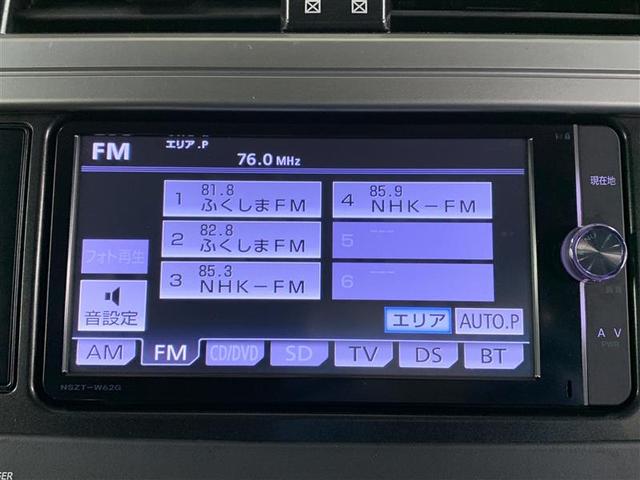 FM
エリア.P
76.0 MHz
1 81.8 ふくしまFM
4 85.9 NHK-FM
2 82.8 ふくしまFM
5 ---
3 85.3 NHK-FM
6 ---
フォト再生
音設定
エリア
AUTO.P
AM
FM
CD/DVD
SD
TV
DS
BT
NSZT-W62G
現在地
AV
PWR